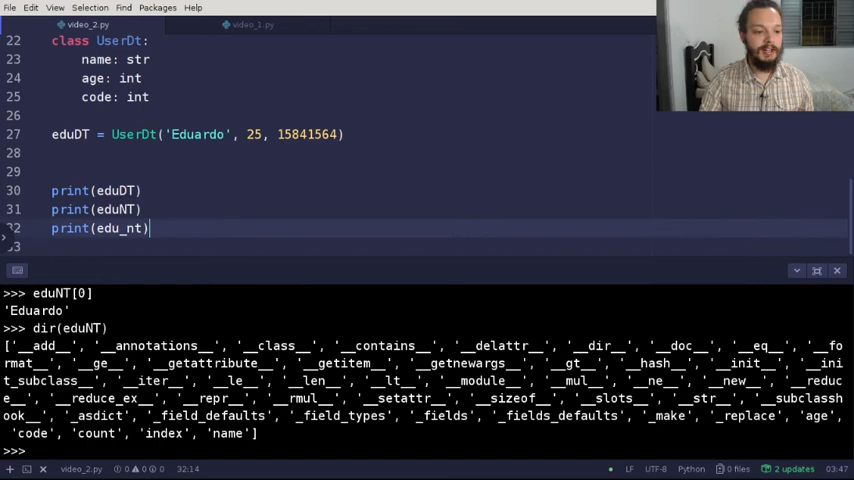 File Edit View Selection Find Packages Help
video_2.py video_1.py
22 class UserDt:
23 name: str
24 age: int
25 code: int
26
27 eduDT = UserDt('Eduardo', 25, 15841564)
28
29
30 print(eduDT)
31 print(eduNT)
32 print(edu_nt)
33
>>> eduNT[0]
'Eduardo'
>>> dir(eduNT)
['__add__', '__annotations__', '__class__', '__contains__', '__delattr__', '__dir__', '__doc__', '__eq__', '__fo
rmat__', '__ge__', '__getattribute__', '__getitem__', '__getnewargs__', '__gt__', '__hash__', '__init__', '__ini
t_subclass__', '__iter__', '__le__', '__len__', '__lt__', '__module__', '__mul__', '__ne__', '__new__', '__reduc
e__', '__reduce_ex__', '__repr__', '__rmul__', '__setattr__', '__sizeof__', '__slots__', '__str__', '__subclassh
ook__', '_asdict', '_field_defaults', '_field_types', '_fields', '_fields_defaults', '_make', '_replace', 'age',
'code', 'count', 'index', 'name']
>>>
video_2.py 0 0 0 32:14 LF UTF-8 Python 0 files 2 updates 03:47